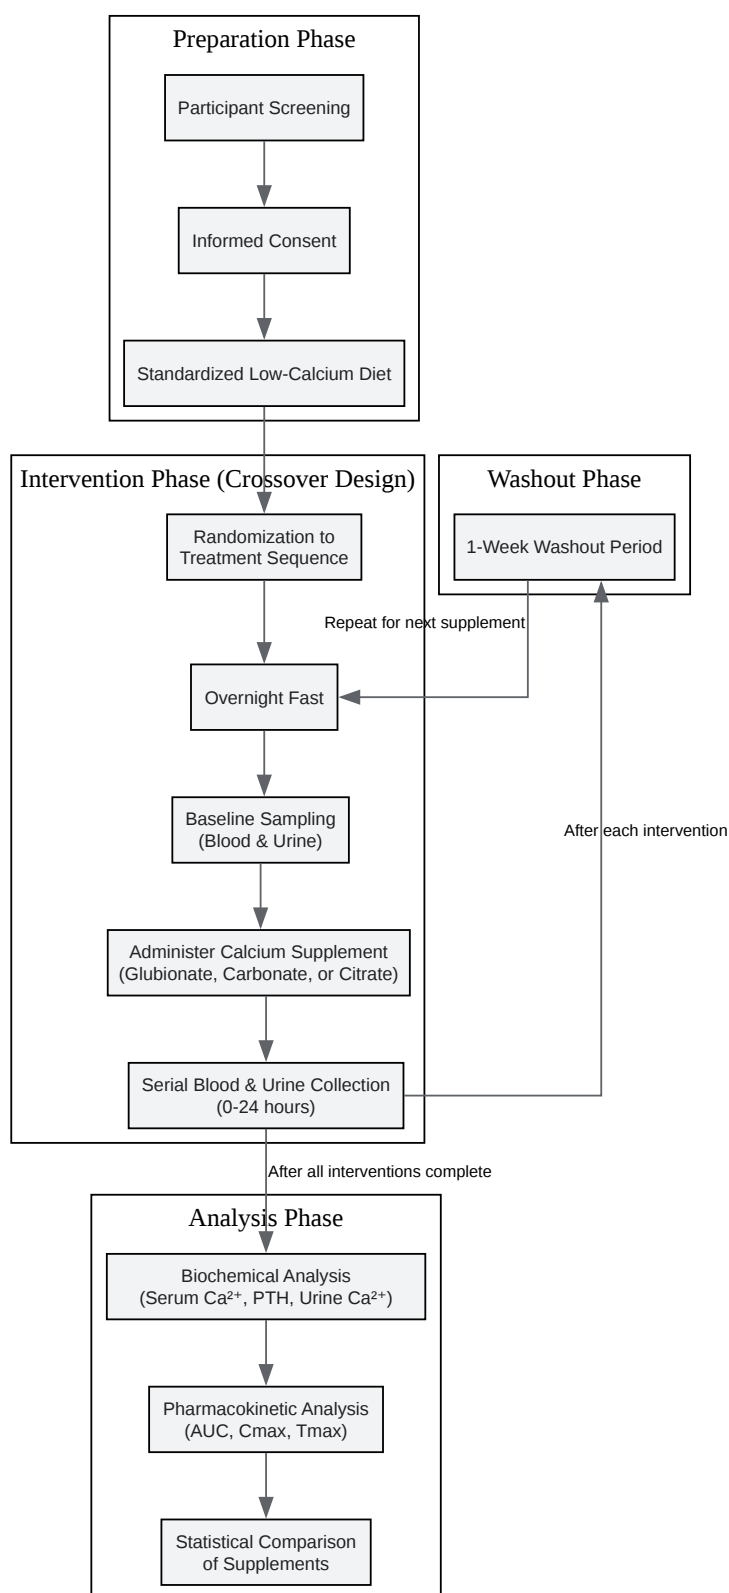 Preparation Phase
Participant Screening
Informed Consent
Standardized Low-Calcium Diet
Intervention Phase (Crossover Design)
Washout Phase
Randomization to
Treatment Sequence
1-Week Washout Period
Repeat for next supplement
Overnight Fast
Baseline Sampling
(Blood & Urine)
After each intervention
Administer Calcium Supplement
(Glubionate, Carbonate, or Citrate)
Serial Blood & Urine Collection
(0-24 hours)
After all interventions complete
Analysis Phase
Biochemical Analysis
(Serum Ca²⁺, PTH, Urine Ca²⁺)
Pharmacokinetic Analysis
(AUC, Cmax, Tmax)
Statistical Comparison
of Supplements